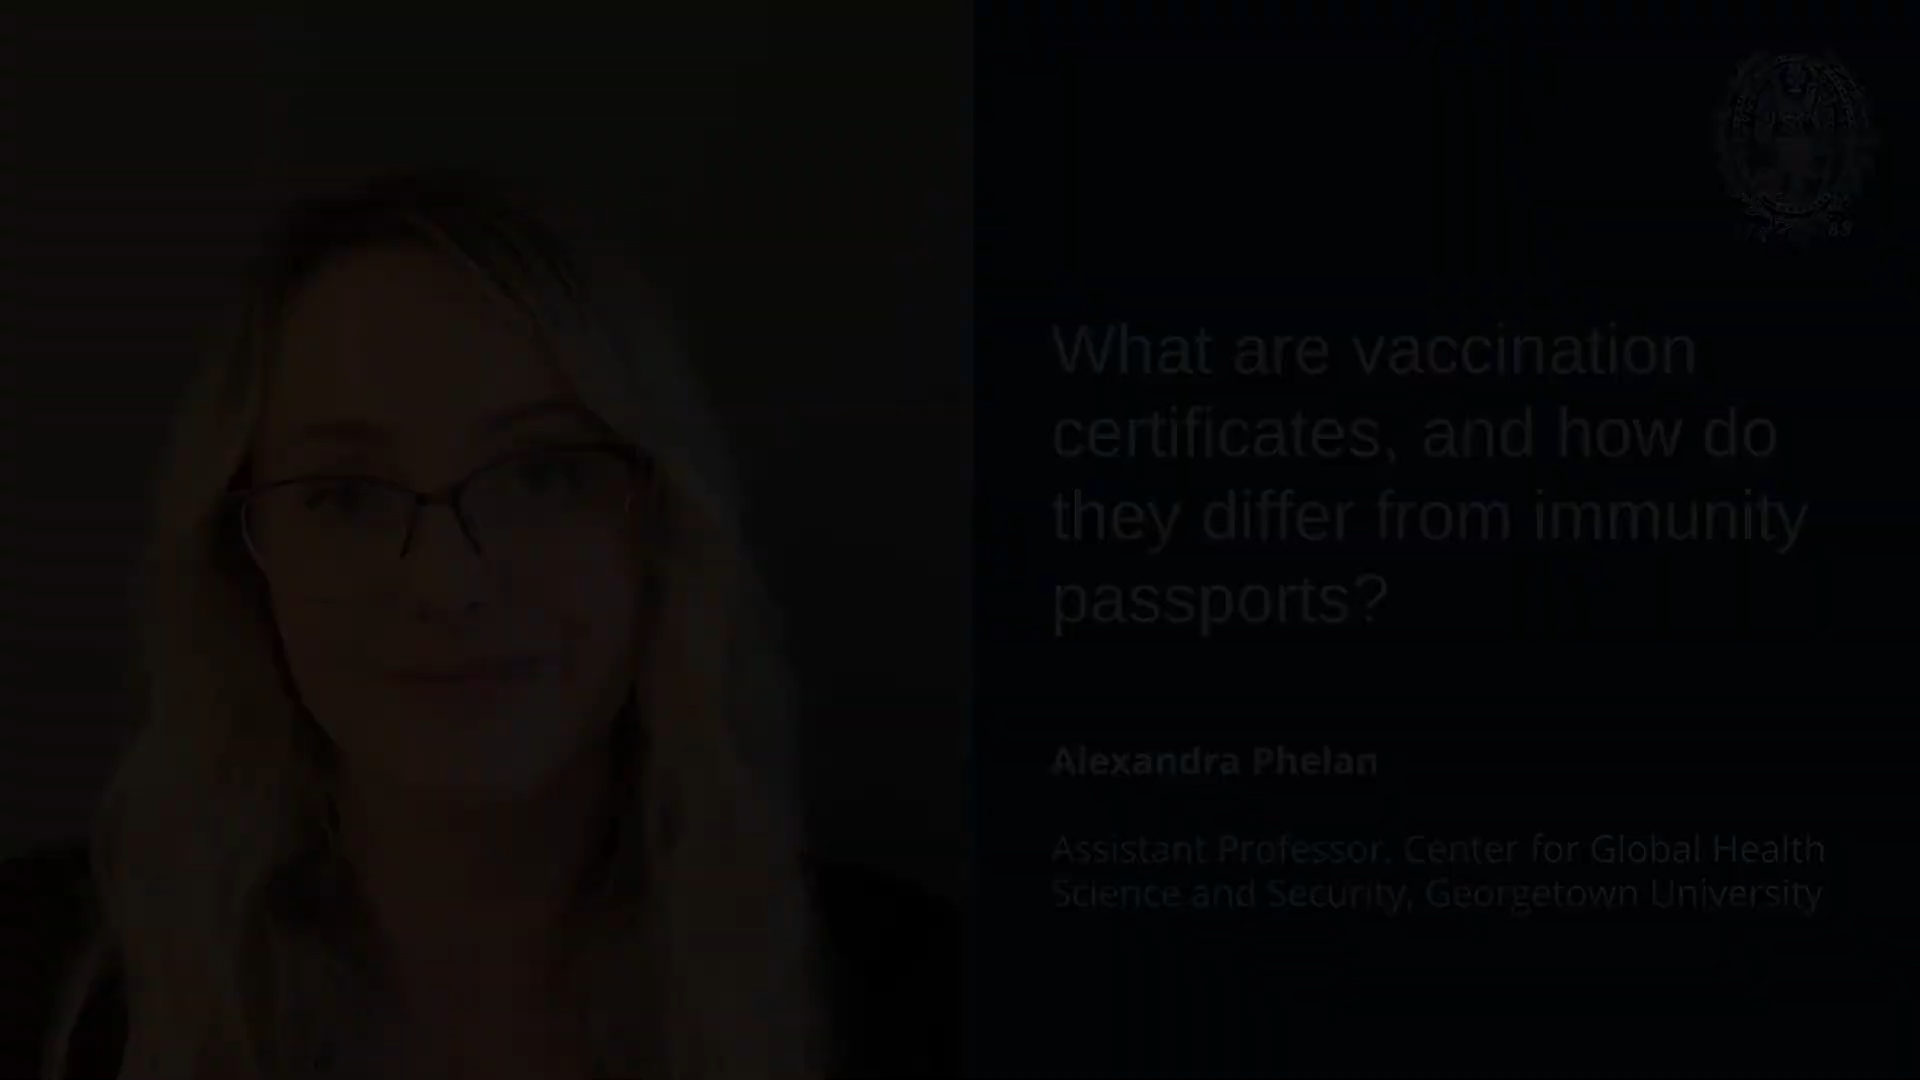 What are vaccination
certificates, and how do
they differ from immunity
passports?
Alexandra Phelan
Assistant Professor, Center for Global Health
Science and Security, Georgetown University